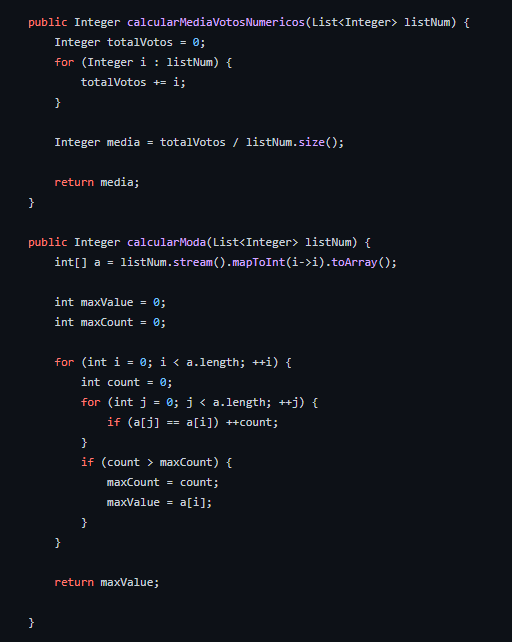 public Integer calcularMediaVotosNumericos(List<Integer> listNum) {
    Integer totalVotos = 0;
    for (Integer i : listNum) {
        totalVotos += i;
    }

    Integer media = totalVotos / listNum.size();

    return media;
}

public Integer calcularModa(List<Integer> listNum) {
    int[] a = listNum.stream().mapToInt(i->i).toArray();

    int maxValue = 0;
    int maxCount = 0;

    for (int i = 0; i < a.length; ++i) {
        int count = 0;
        for (int j = 0; j < a.length; ++j) {
            if (a[j] == a[i]) ++count;
        }
        if (count > maxCount) {
            maxCount = count;
            maxValue = a[i];
        }
    }

    return maxValue;

}